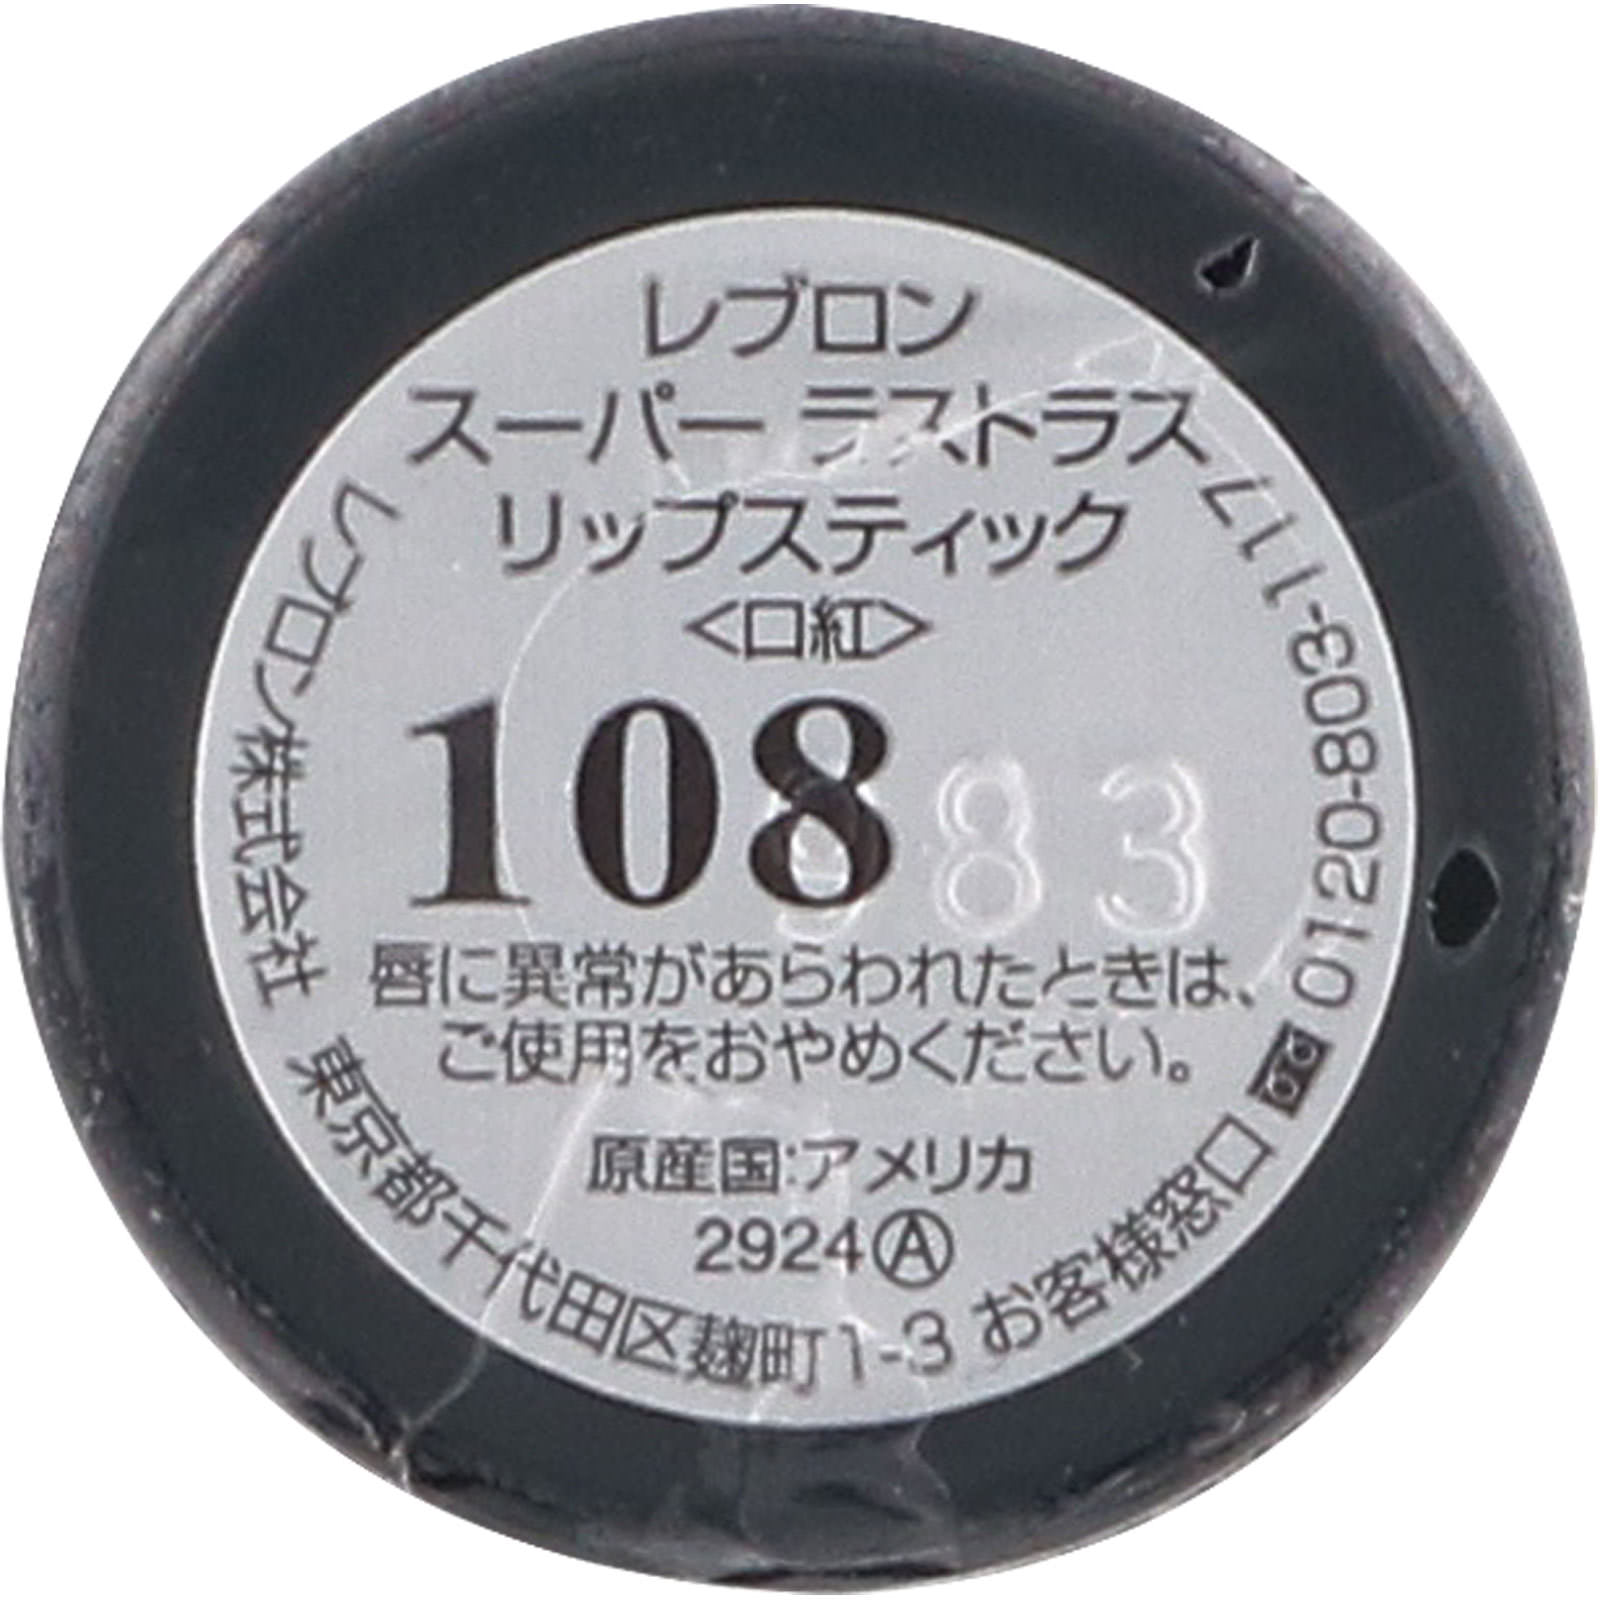 レブロン
スーパー ラストラス
リップスティック
<口紅>
108
83
唇に異常があらわれたときは、
ご使用をおやめください。
原産国:アメリカ
2924Ⓐ
レブロン株式会社 東京都千代田区麹町1-3 お客様窓口 0120-803-117